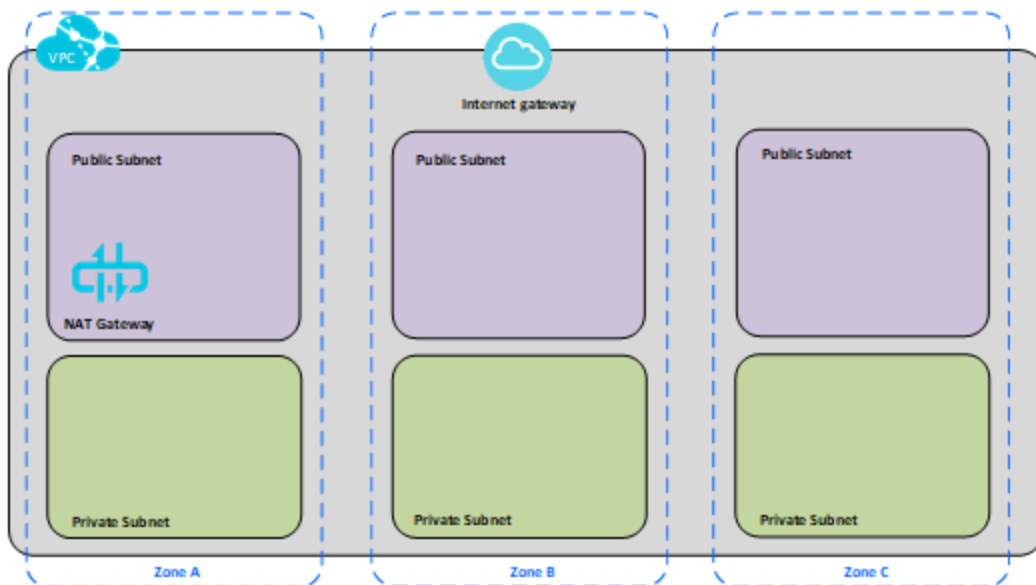 VPC
Internet gateway
Public Subnet
Public Subnet
Public Subnet
NAT Gateway
Private Subnet
Private Subnet
Private Subnet
Zone A
Zone B
Zone C